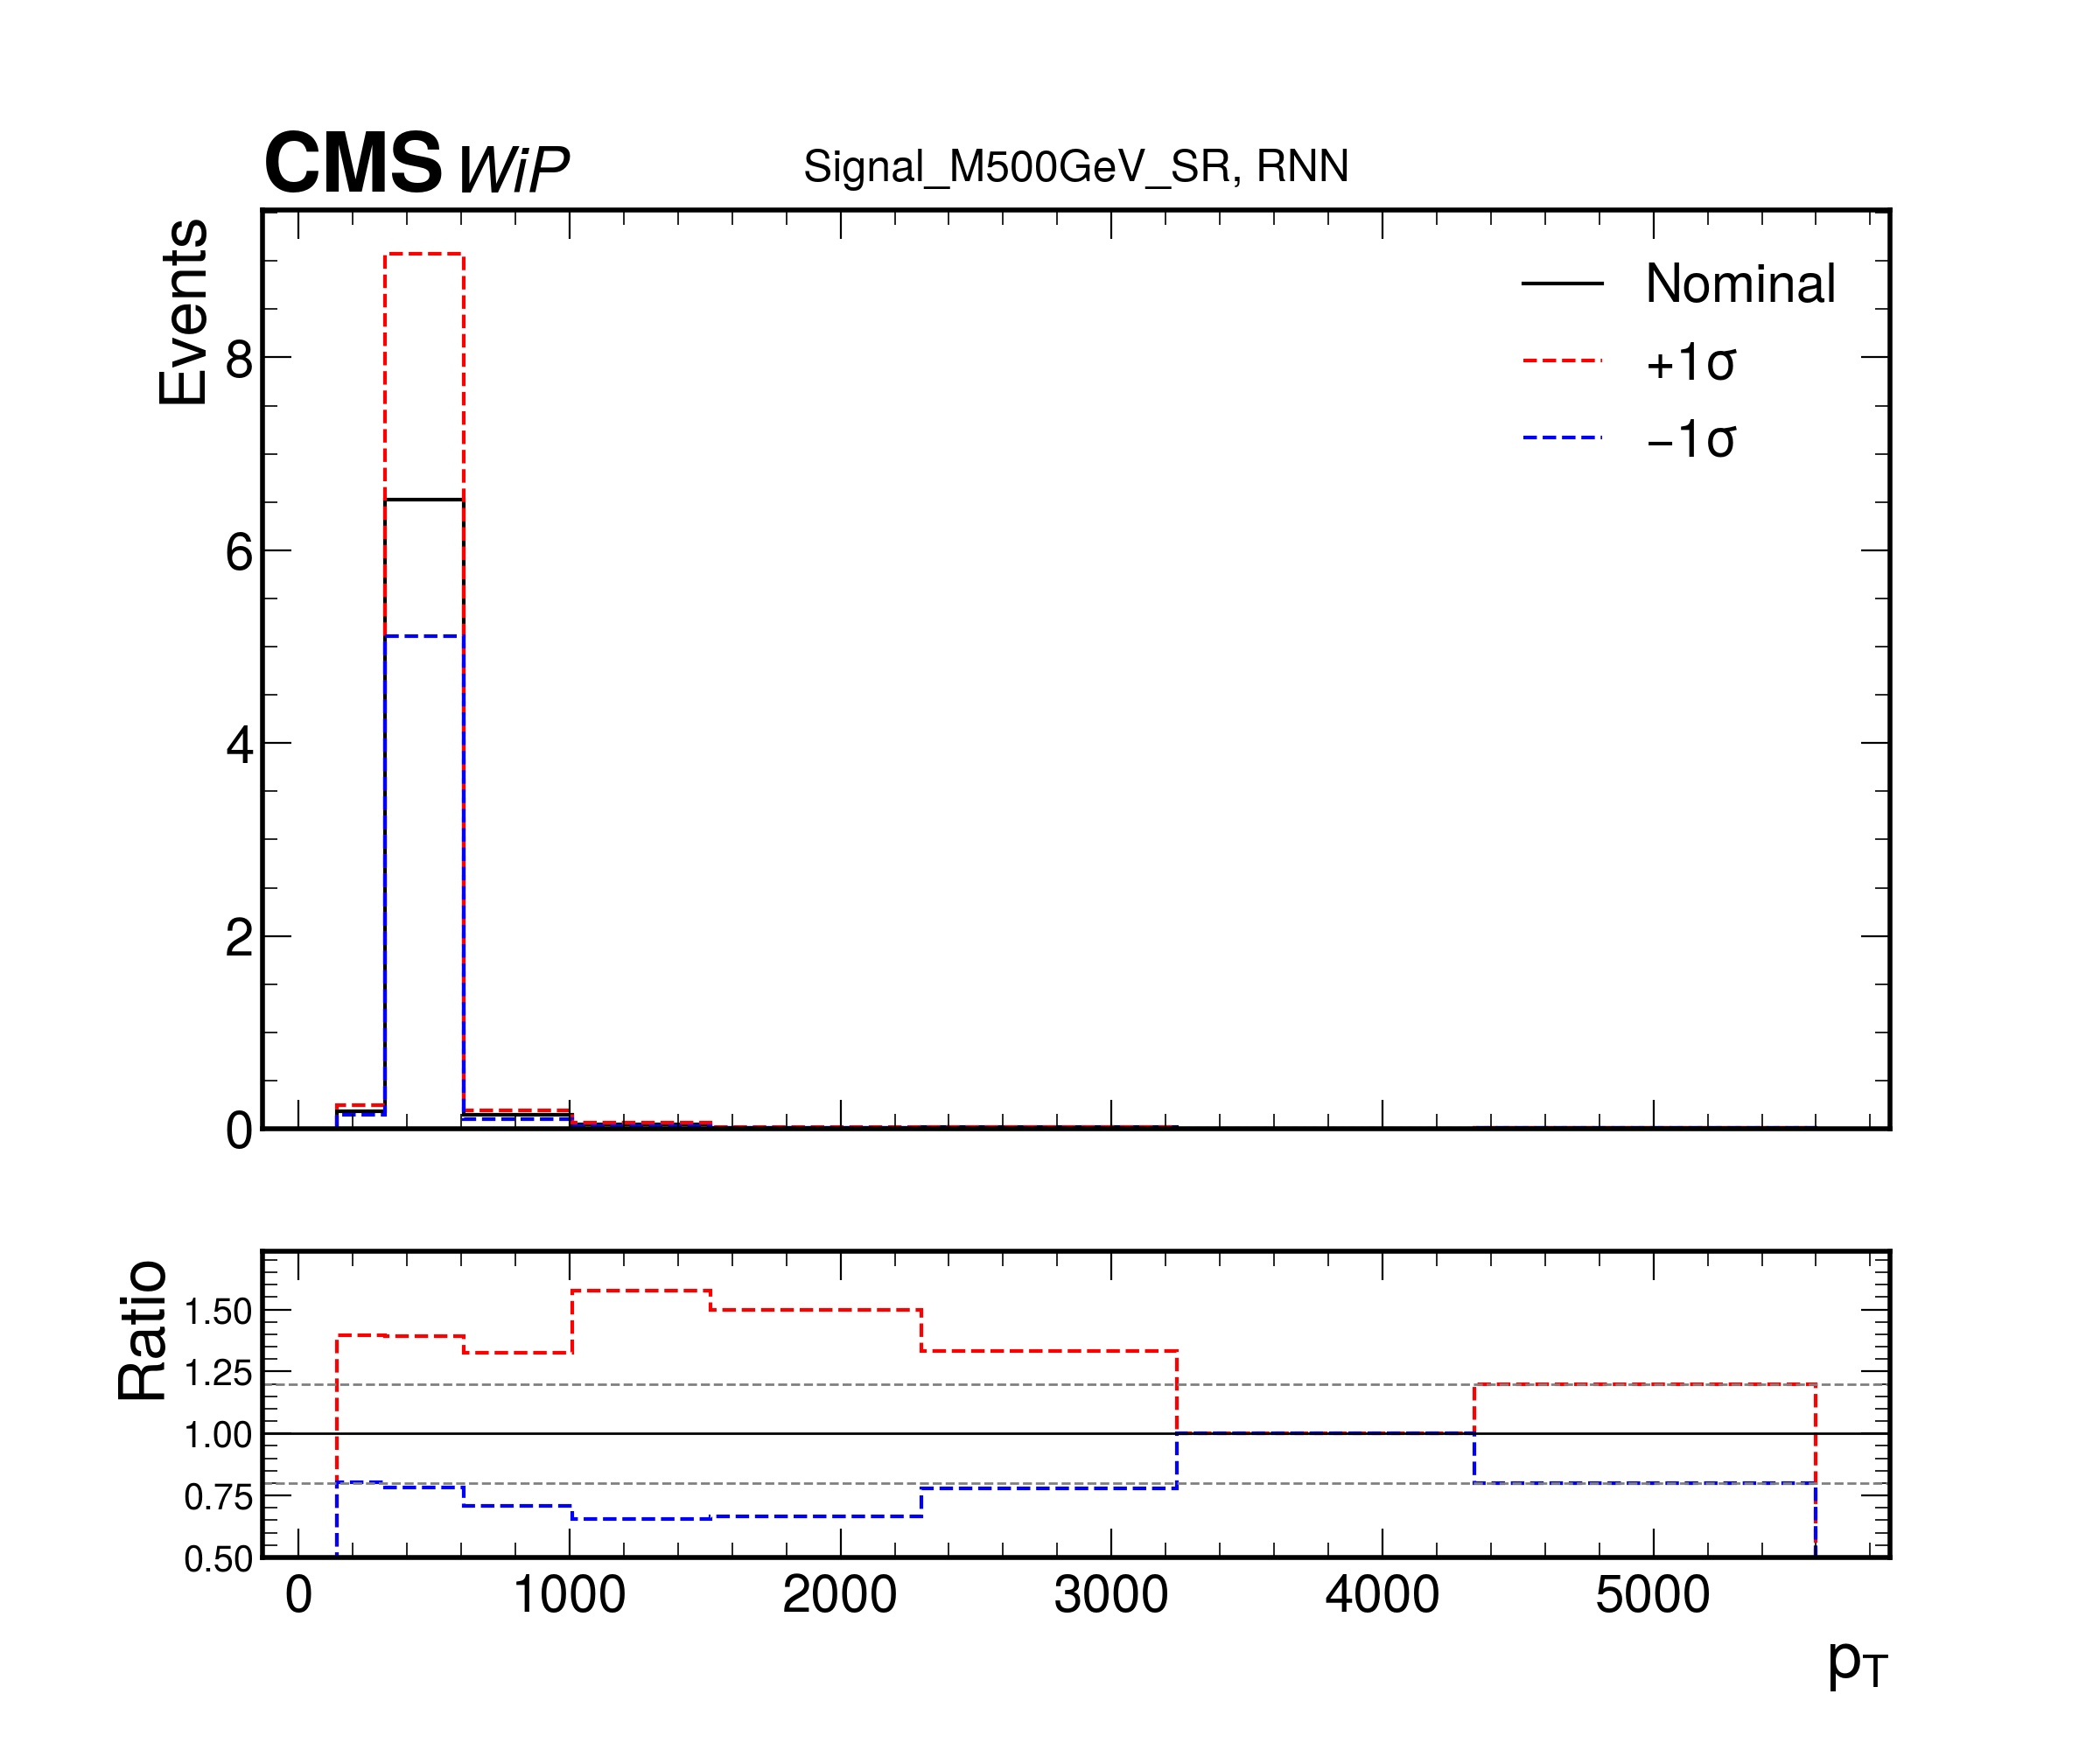 CMS WiP
Signal_M500GeV_SR, RNN
Events
8
6
4
2
0
Nominal
+1σ
−1σ
Ratio
1.50
1.25
1.00
0.75
0.50
0 1000 2000 3000 4000 5000
pT